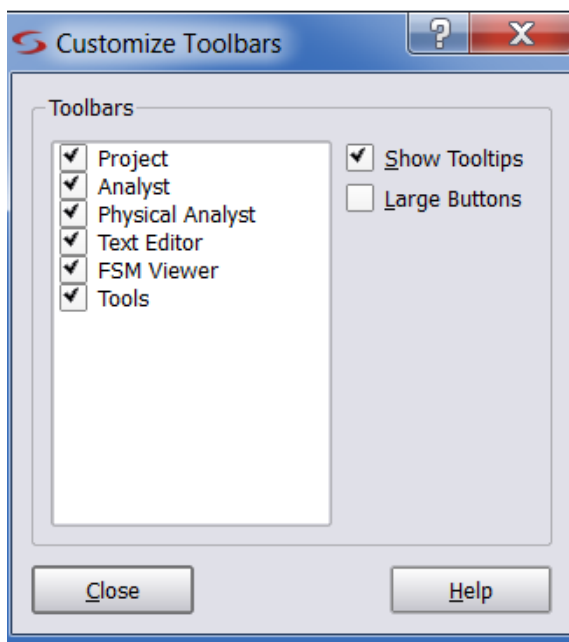 Customize Toolbars
Toolbars
Project
Analyst
Physical Analyst
Text Editor
FSM Viewer
Tools
Show Tooltips
Large Buttons
Close
Help